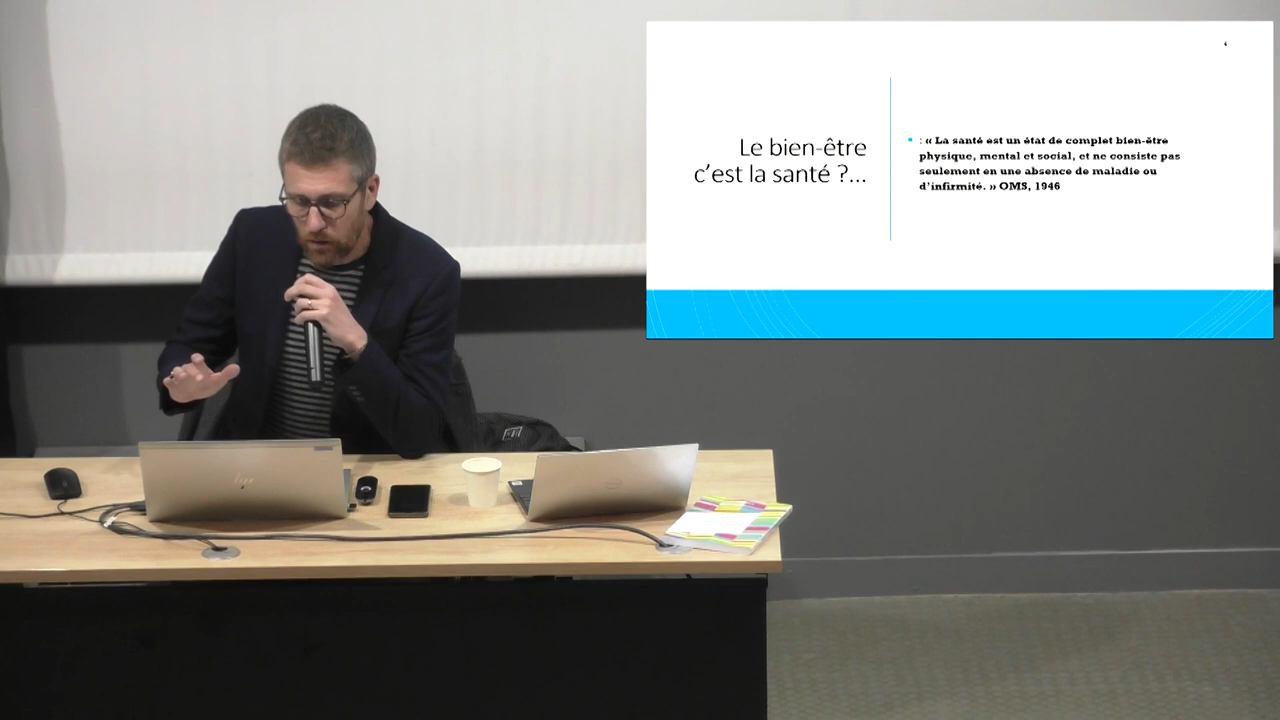 Le bien-être
c’est la santé ?...
: « La santé est un état de complet bien-être
physique, mental et social, et ne consiste pas
seulement en une absence de maladie ou
d’infirmité. » OMS, 1946
hp